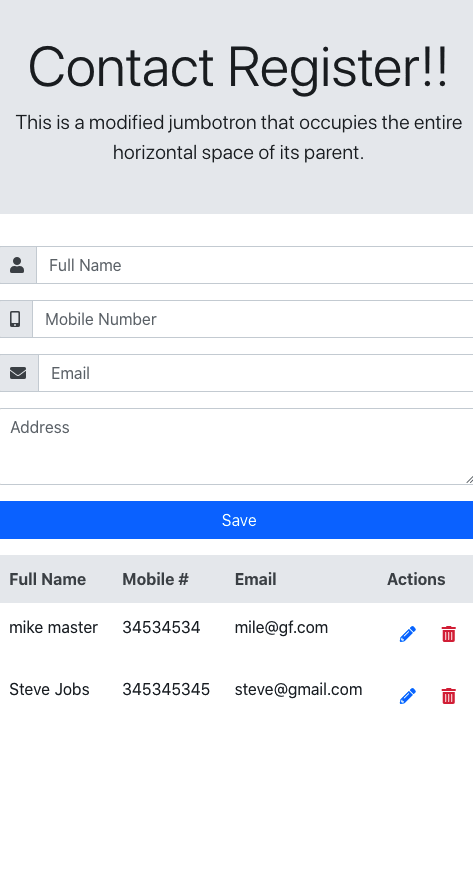 Contact Register!!
This is a modified jumbotron that occupies the entire
horizontal space of its parent.
Full Name
Mobile Number
Email
Address
Save
Full Name Mobile # Email Actions
mike master 34534534 mile@gf.com
Steve Jobs 345345345 steve@gmail.com